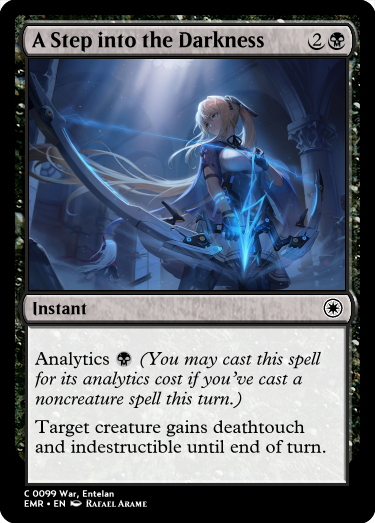 A Step into the Darkness 2
Instant
Analytics (You may cast this spell
for its analytics cost if you've cast a
noncreature spell this turn.)
Target creature gains deathtouch
and indestructible until end of turn.
C 0099 War, Entelan
EMR • EN Rafael Arame